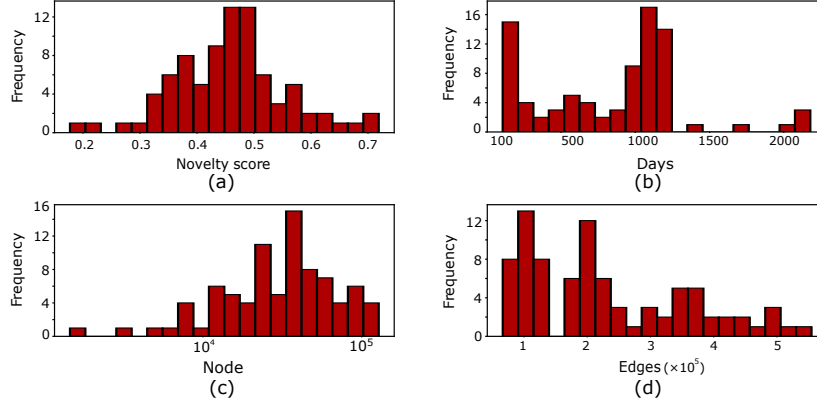 Frequency
12
8
4
0
0.2 0.3 0.4 0.5 0.6 0.7
Novelty score
(a)
Frequency
16
12
8
4
0
100 500 1000 1500 2000
Days
(b)
Frequency
16
12
8
4
0
10⁴ 10⁵
Node
(c)
Frequency
12
8
4
0
1 2 3 4 5
Edges (×10⁵)
(d)